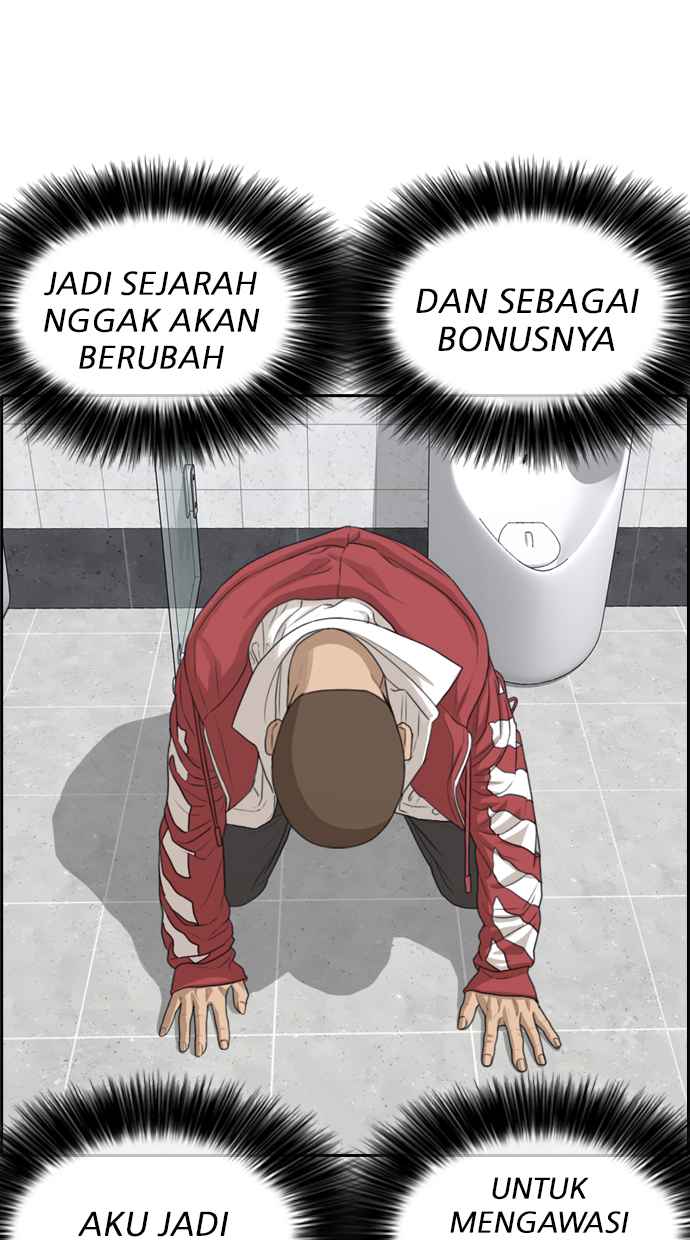 JADI SEJARAH
NGGAK AKAN
BERUBAH
DAN SEBAGAI
BONUSNYA
AKU JADI
UNTUK
MENGAWASI